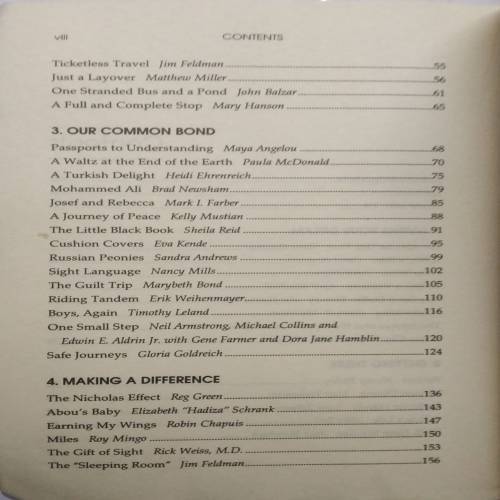 viii CONTENTS
Ticketless Travel Jim Feldman 55
Just a Layover Matthew Miller 56
One Stranded Bus and a Pond John Balzar 61
A Full and Complete Stop Mary Hanson 65
3. OUR COMMON BOND
Passports to Understanding Maya Angelou 68
A Waltz at the End of the Earth Paula McDonald 70
A Turkish Delight Heidi Ehrenreich 75
Mohammed Ali Brad Newsham 79
Josef and Rebecca Mark I. Farber 85
A Journey of Peace Kelly Mustian 88
The Little Black Book Sheila Reid 91
Cushion Covers Eva Kende 95
Russian Peonies Sandra Andrews 99
Sight Language Nancy Mills 102
The Guilt Trip Marybeth Bond 105
Riding Tandem Erik Weihenmayer 110
Boys, Again Timothy Leland 116
One Small Step Neil Armstrong, Michael Collins and
Edwin E. Aldrin Jr. with Gene Farmer and Dora Jane Hamblin 120
Safe Journeys Gloria Goldreich 124
4. MAKING A DIFFERENCE
The Nicholas Effect Reg Green 136
Abou's Baby Elizabeth "Hadiza" Schrank 143
Earning My Wings Robin Chapuis 147
Miles Roy Mingo 150
The Gift of Sight Rick Weiss, M.D. 153
The "Sleeping Room" Jim Feldman 156